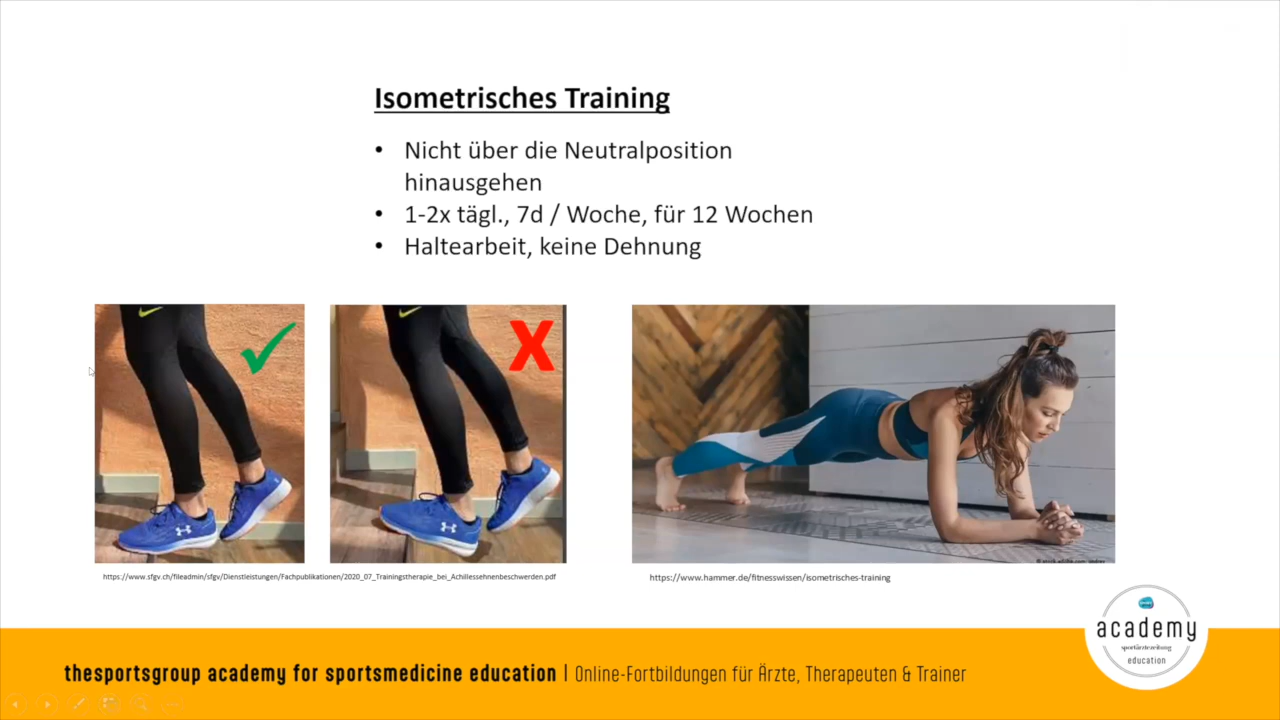 Isometrisches Training
• Nicht über die Neutralposition
hinausgehen
• 1-2x tägl., 7d / Woche, für 12 Wochen
• Haltearbeit, keine Dehnung
X
https://www.sfgv.ch/fileadmin/sfgv/Dienstleistungen/Fachpublikationen/2020_07_Trainingstherapie_bei_Achillessehnenbeschwerden.pdf
https://www.hammer.de/fitnesswissen/isometrisches-training
academy
sportärztezeitung
education
thesportsgroup academy for sportsmedicine education | Online-Fortbildungen für Ärzte, Therapeuten & Trainer